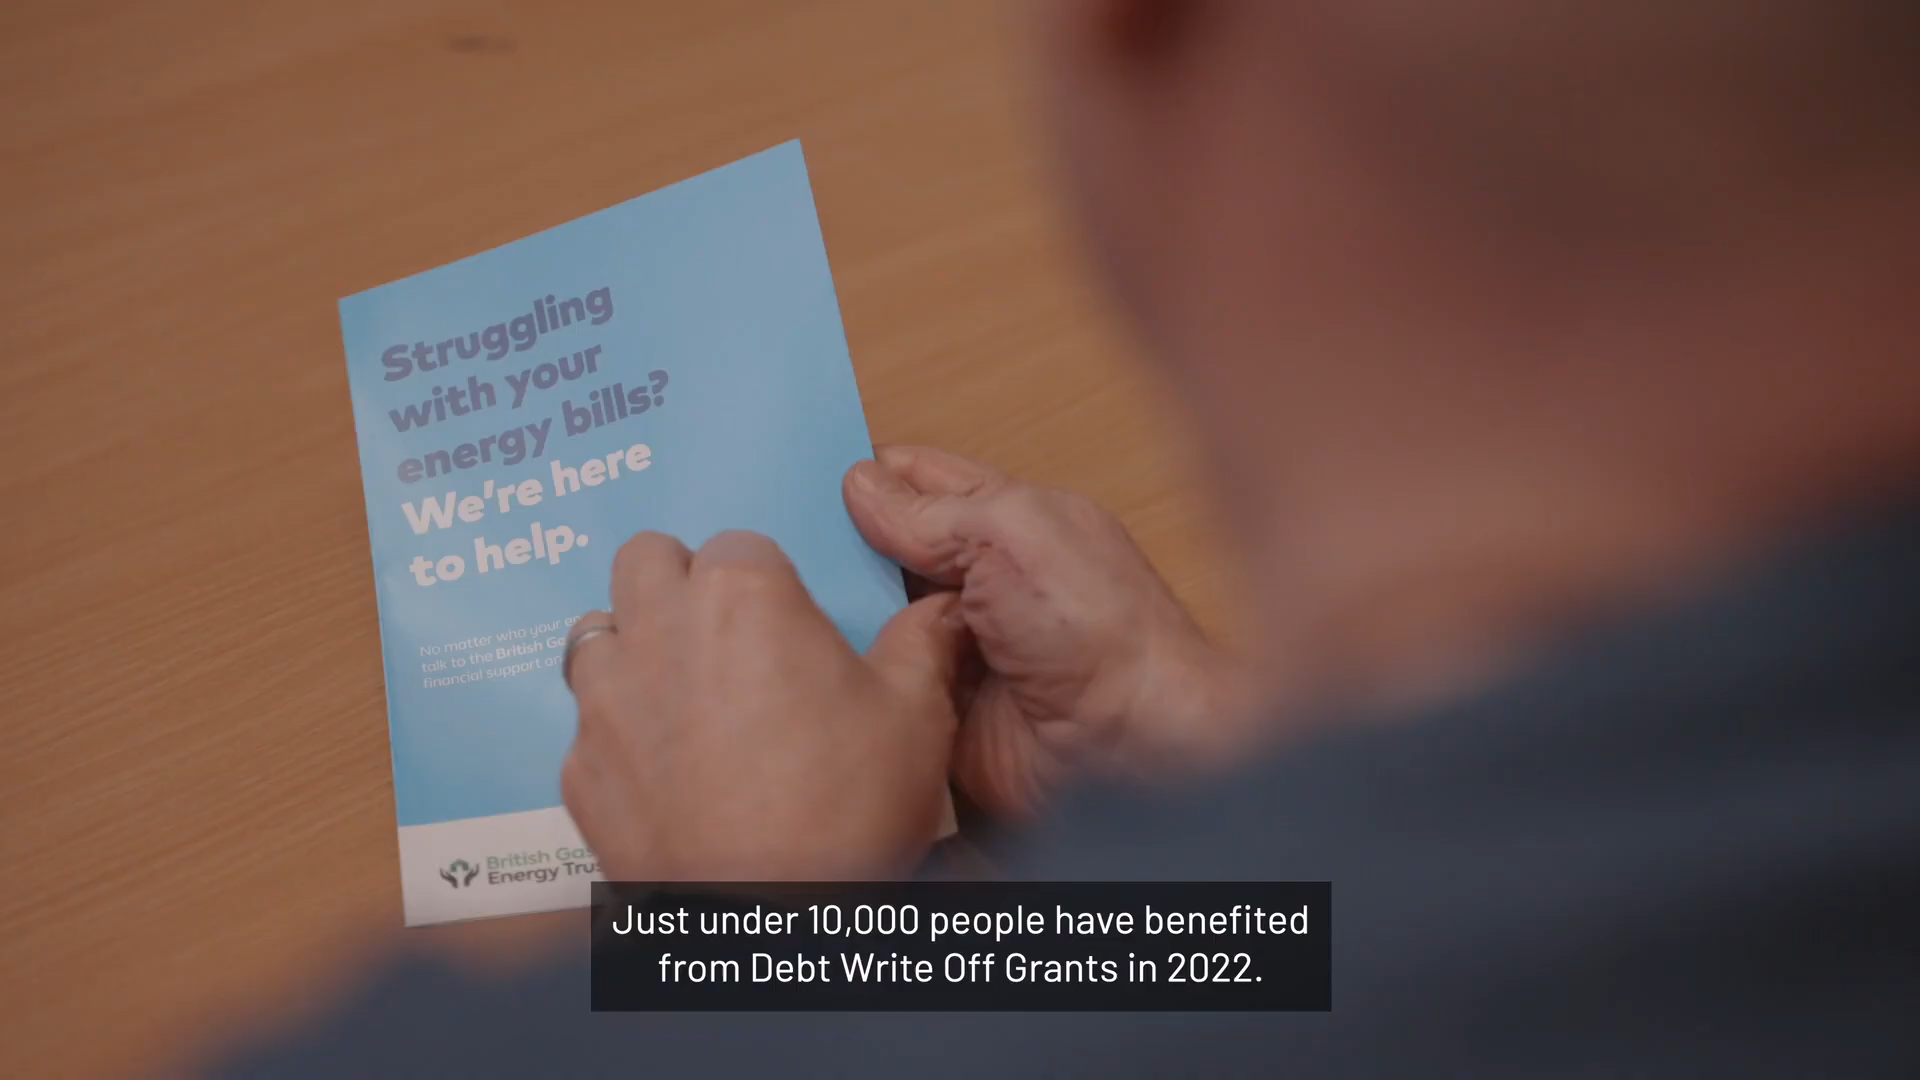 Struggling
with your
energy bills?
We're here
to help.
No matter who your
talk to the British
financial support
British Gas
Energy Trust
Just under 10,000 people have benefited
from Debt Write Off Grants in 2022.